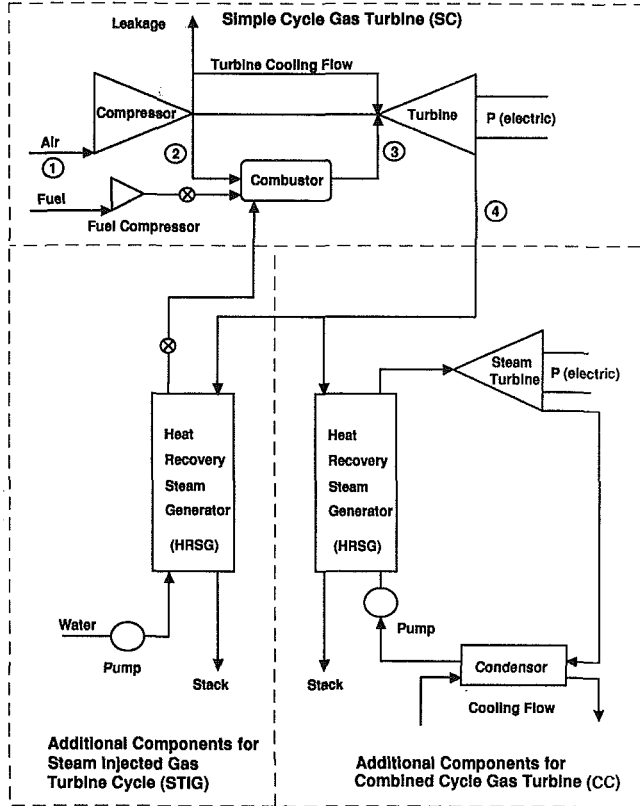 Simple Cycle Gas Turbine (SC)
Leakage
Turbine Cooling Flow
Compressor
Turbine
P (electric)
Air
1
2
3
Combustor
Fuel
Fuel Compressor
4
Steam
Turbine
P (electric)
Heat
Recovery
Steam
Generator
(HRSG)
Heat
Recovery
Steam
Generator
(HRSG)
Water
Pump
Stack
Pump
Stack
Condensor
Cooling Flow
Additional Components for
Steam Injected Gas
Turbine Cycle (STIG)
Additional Components for
Combined Cycle Gas Turbine (CC)